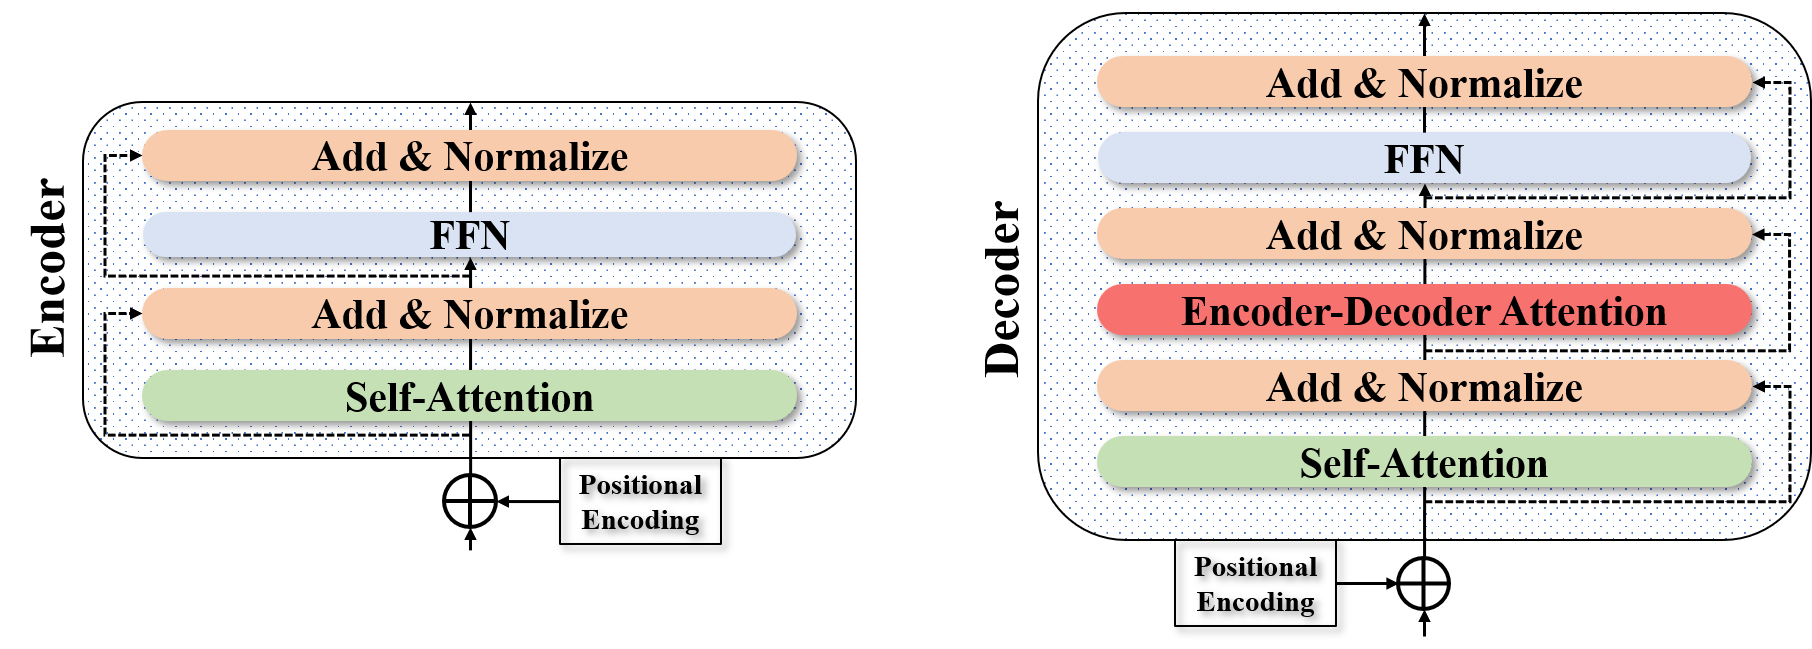 Encoder
Add & Normalize
FFN
Add & Normalize
Self-Attention
Positional
Encoding
Decoder
Add & Normalize
FFN
Add & Normalize
Encoder-Decoder Attention
Add & Normalize
Self-Attention
Positional
Encoding